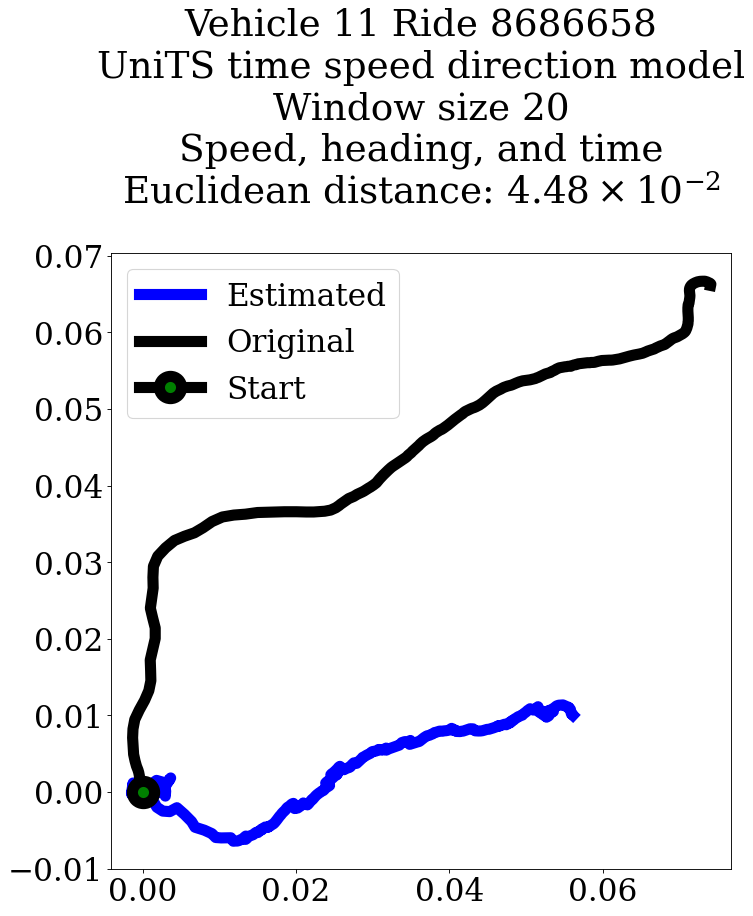 Vehicle 11 Ride 8686658
UniTS time speed direction model
Window size 20
Speed, heading, and time
Euclidean distance: 4.48 × 10⁻²
0.07
0.06
0.05
0.04
0.03
0.02
0.01
0.00
−0.01
Estimated
Original
Start
0.00 0.02 0.04 0.06